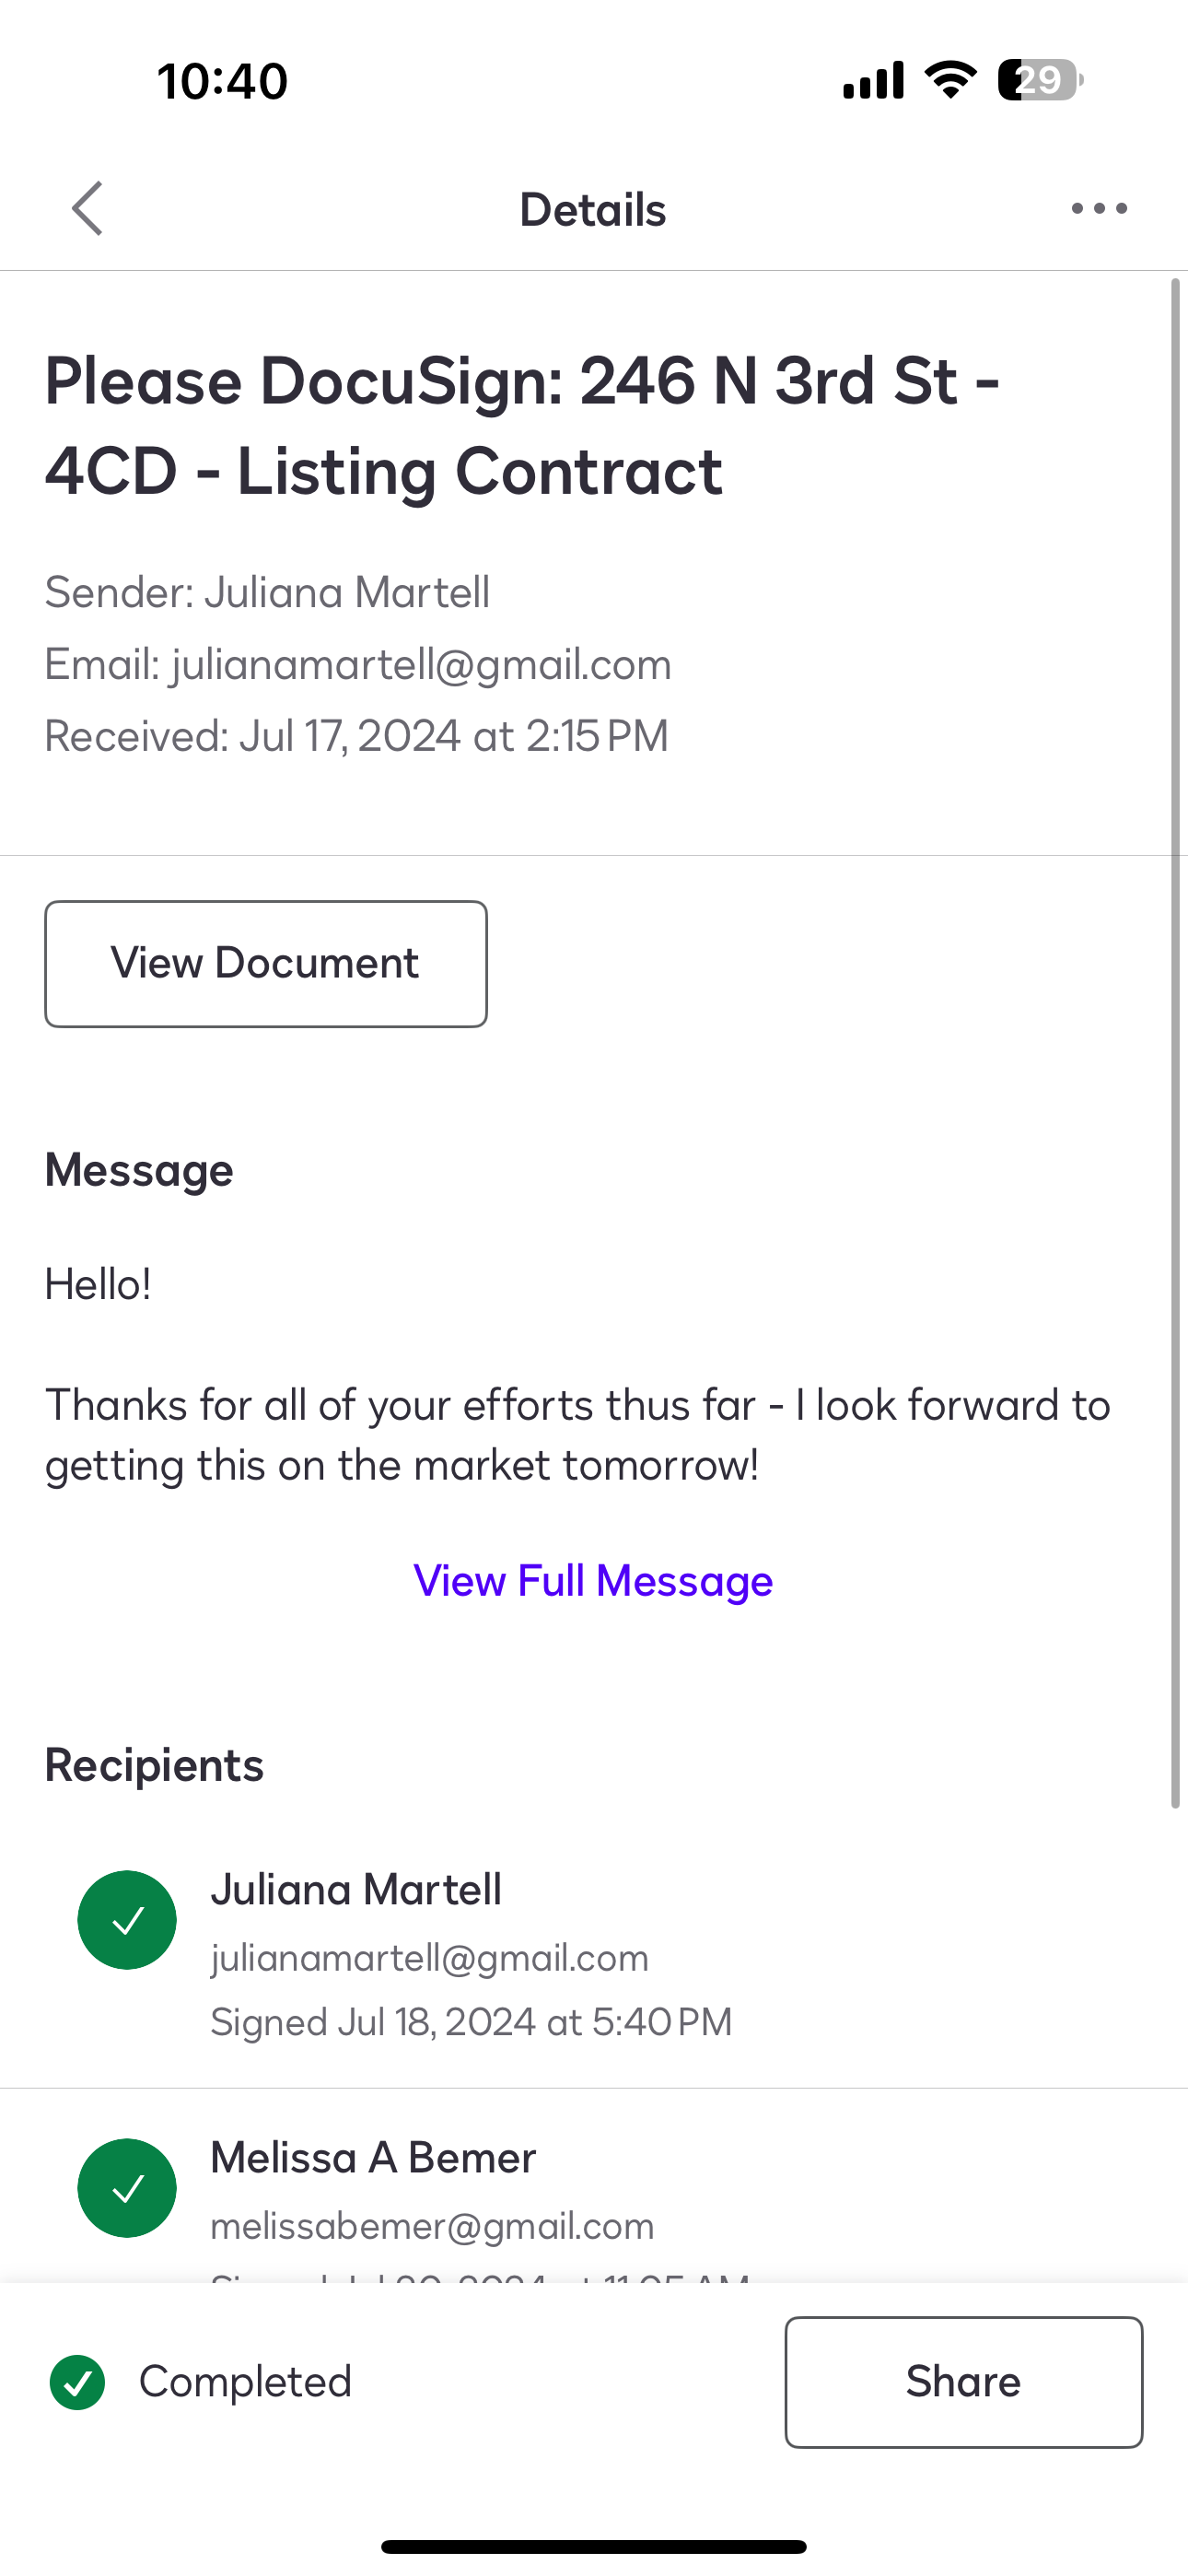 10:40
29
Details
Please DocuSign: 246 N 3rd St -
4CD - Listing Contract
Sender: Juliana Martell
Email: julianamartell@gmail.com
Received: Jul 17, 2024 at 2:15 PM
View Document
Message
Hello!
Thanks for all of your efforts thus far - I look forward to
getting this on the market tomorrow!
View Full Message
Recipients
Juliana Martell
julianamartell@gmail.com
Signed Jul 18, 2024 at 5:40 PM
Melissa A Bemer
melissabemer@gmail.com
Completed
Share